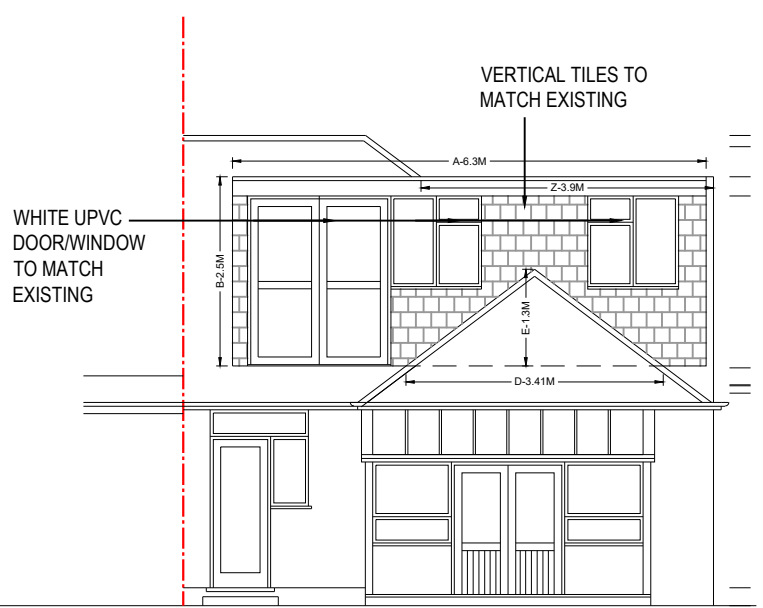 VERTICAL TILES TO
MATCH EXISTING
A-6.3M
Z-3.9M
WHITE UPVC
DOOR/WINDOW
TO MATCH
EXISTING
B-2.5M
E-1.3M
D-3.41M